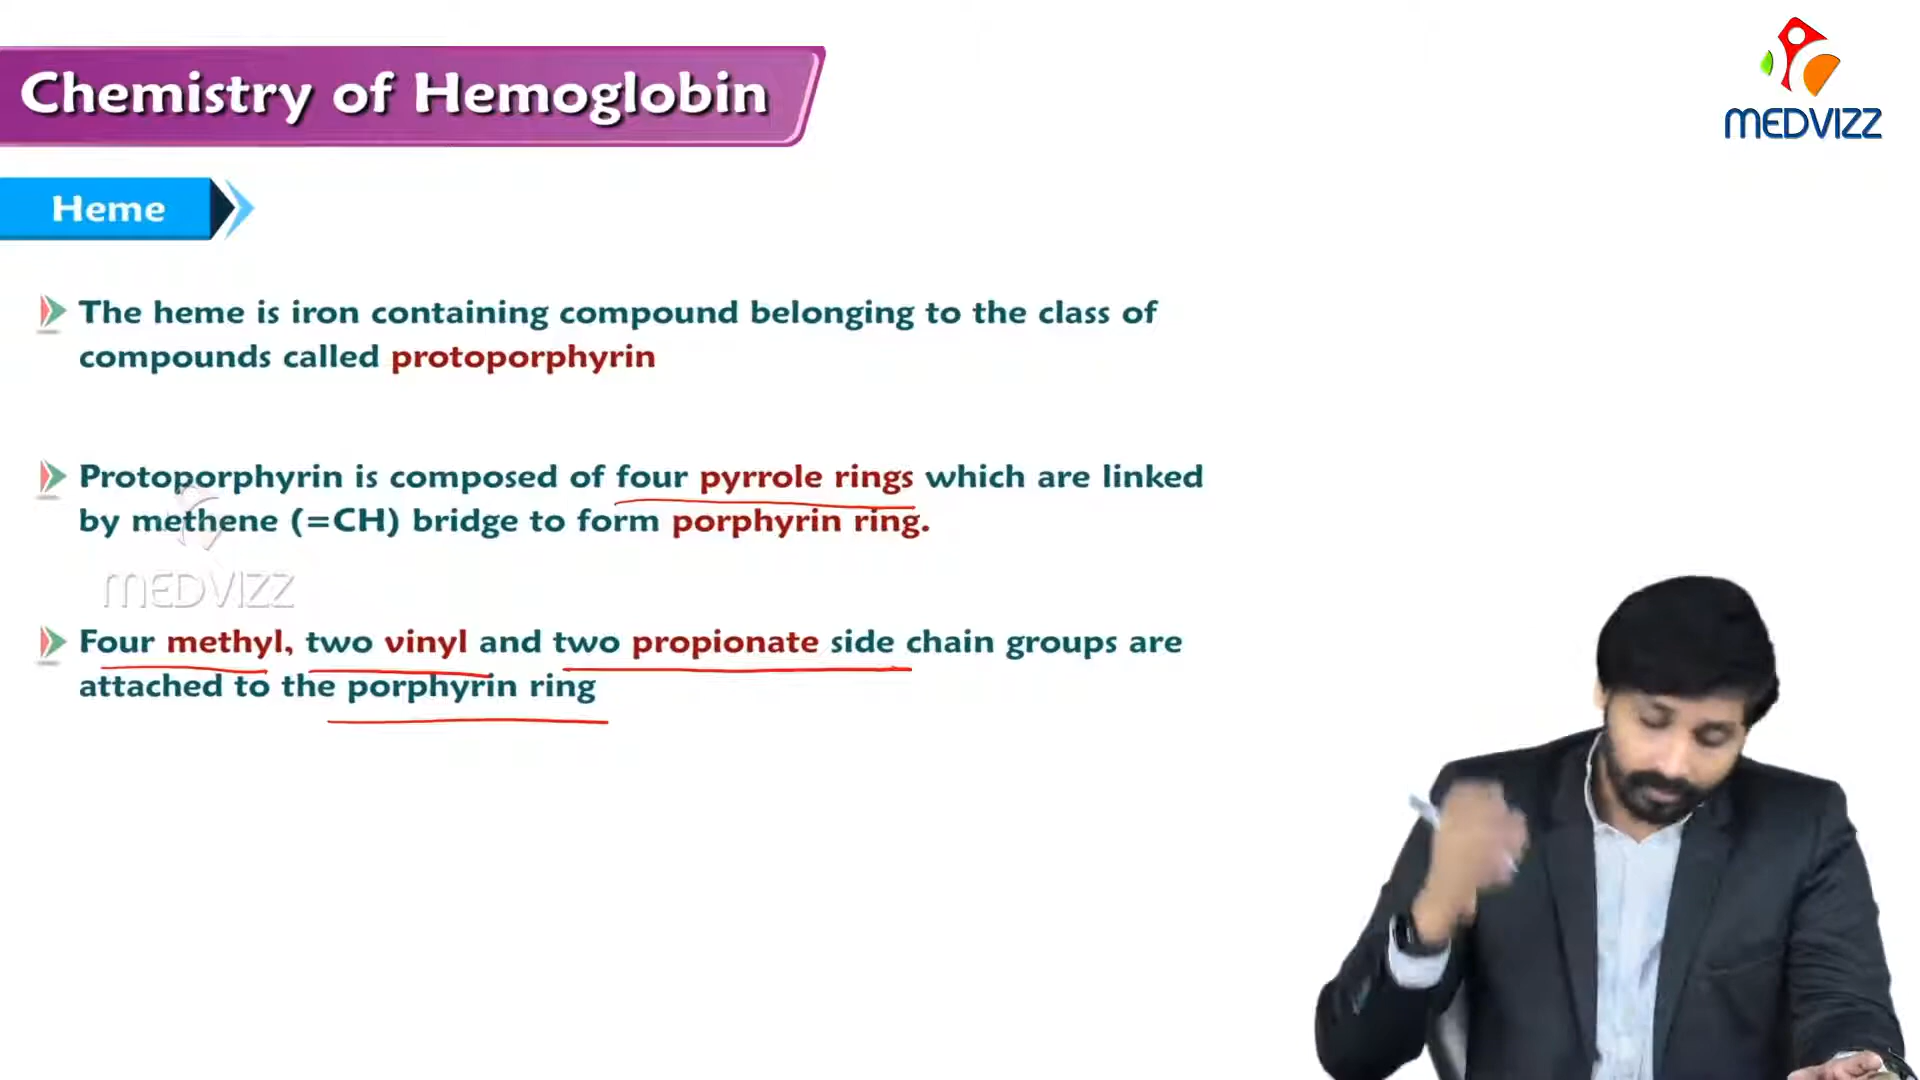 Chemistry of Hemoglobin
MEDVIZZ
Heme
The heme is iron containing compound belonging to the class of
compounds called protoporphyrin
Protoporphyrin is composed of four pyrrole rings which are linked
by methene (=CH) bridge to form porphyrin ring.
MEDVIZZ
Four methyl, two vinyl and two propionate side chain groups are
attached to the porphyrin ring